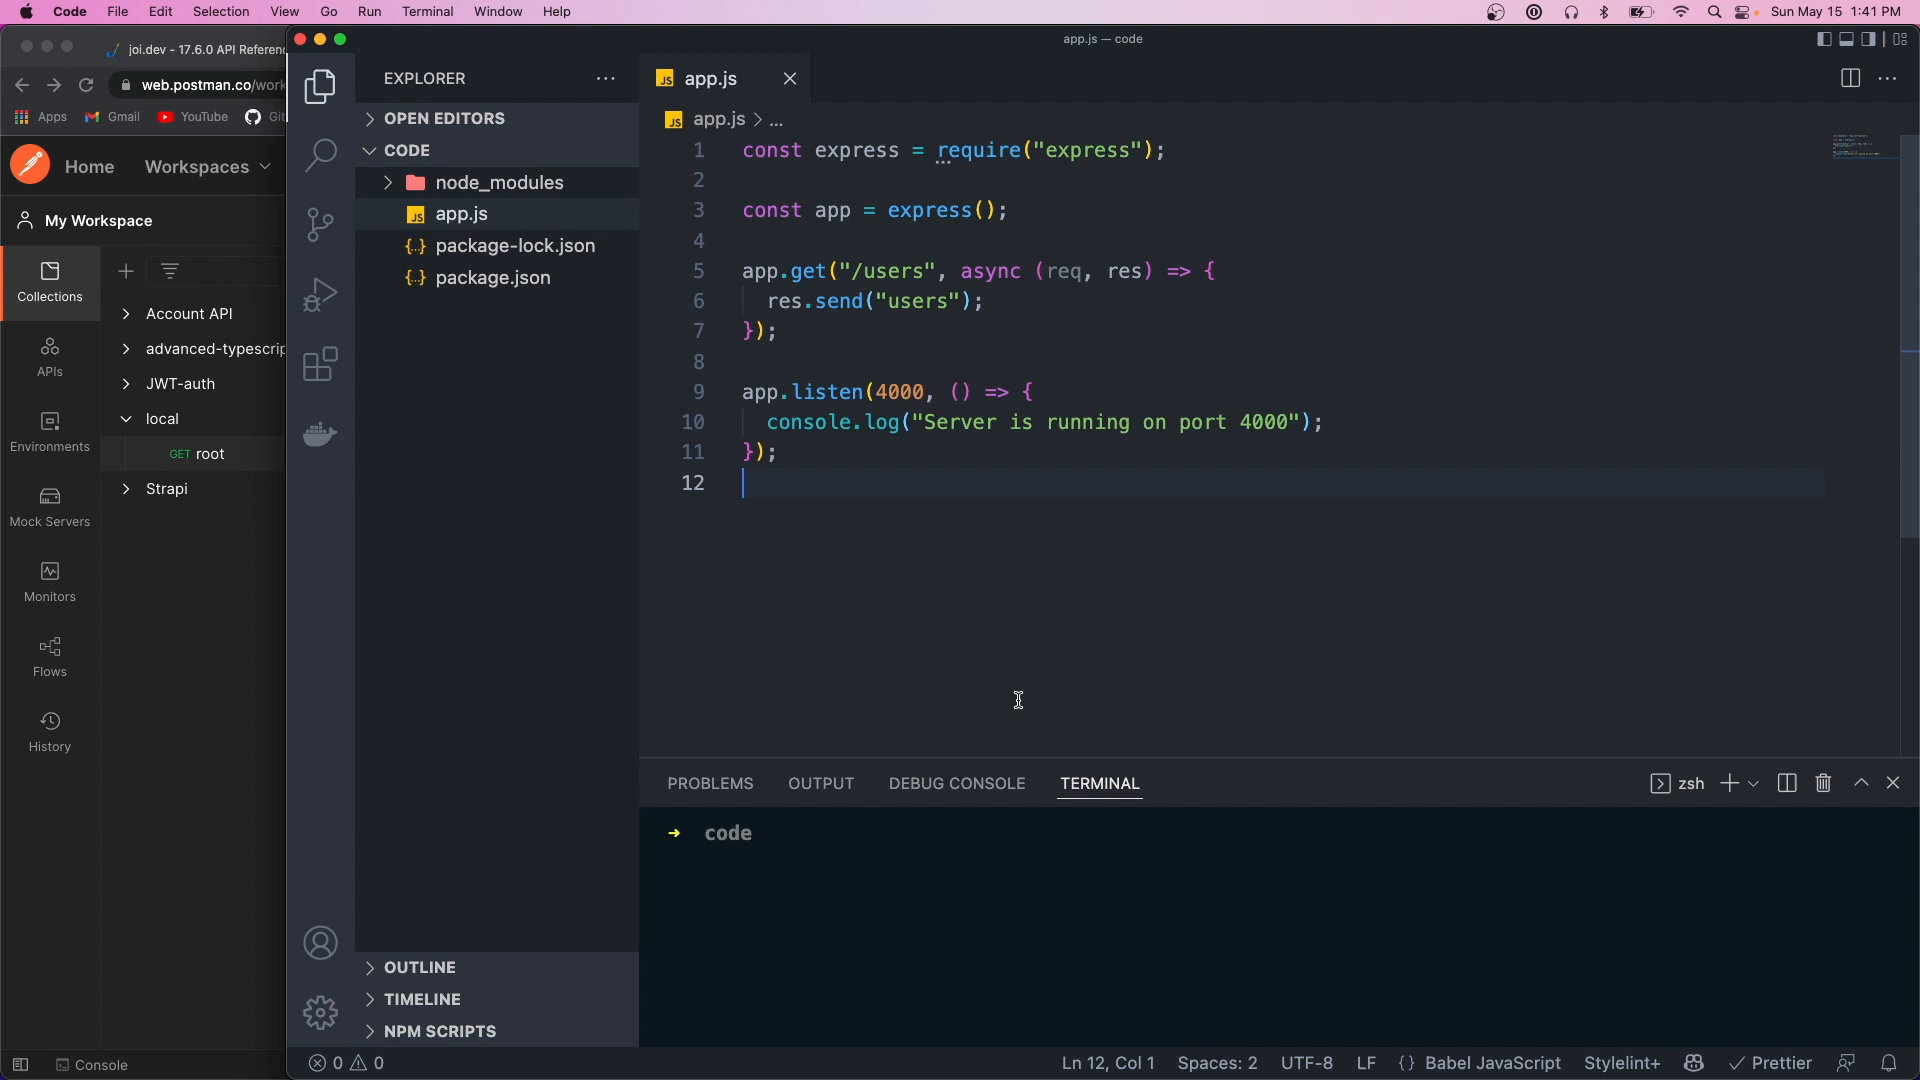 Code File Edit Selection View Go Run Terminal Window Help
Sun May 15 1:41 PM
joi.dev - 17.6.0 API Referen
web.postman.co/work
Apps Gmail YouTube Git
Home Workspaces
My Workspace
Collections
APIs
Environments
Mock Servers
Monitors
Flows
History
Account API
advanced-typescrip
JWT-auth
local
GET root
Strapi
Console
app.js — code
EXPLORER
OPEN EDITORS
CODE
node_modules
JS app.js
{..} package-lock.json
{..} package.json
OUTLINE
TIMELINE
NPM SCRIPTS
JS app.js
JS app.js > ...
1 const express = require("express");
2
3 const app = express();
4
5 app.get("/users", async (req, res) => {
6 res.send("users");
7 });
8
9 app.listen(4000, () => {
10 console.log("Server is running on port 4000");
11 });
12
PROBLEMS OUTPUT DEBUG CONSOLE TERMINAL
zsh
→ code
0 0
Ln 12, Col 1 Spaces: 2 UTF-8 LF {} Babel JavaScript Stylelint+ Prettier